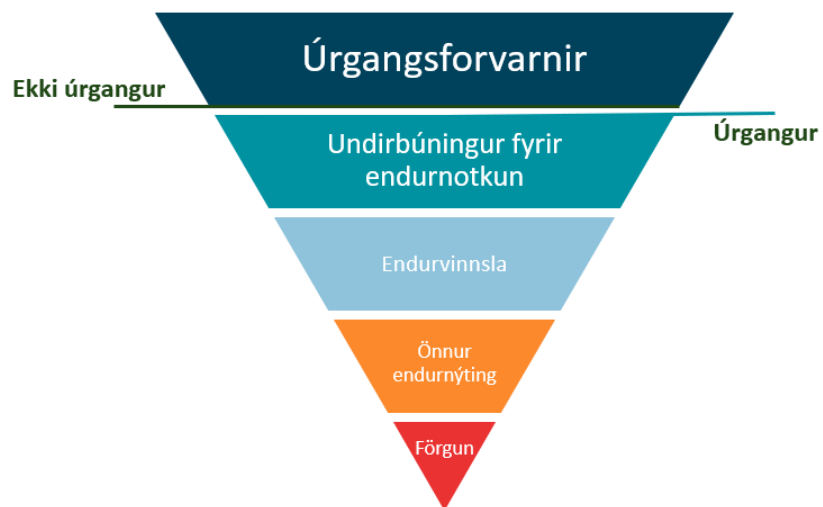 Úrgangsforvarnir
Ekki úrgangur
Úrgangur
Undirbúningur fyrir
endurnotkun
Endurvinnsla
Önnur
endurnýting
Förgun